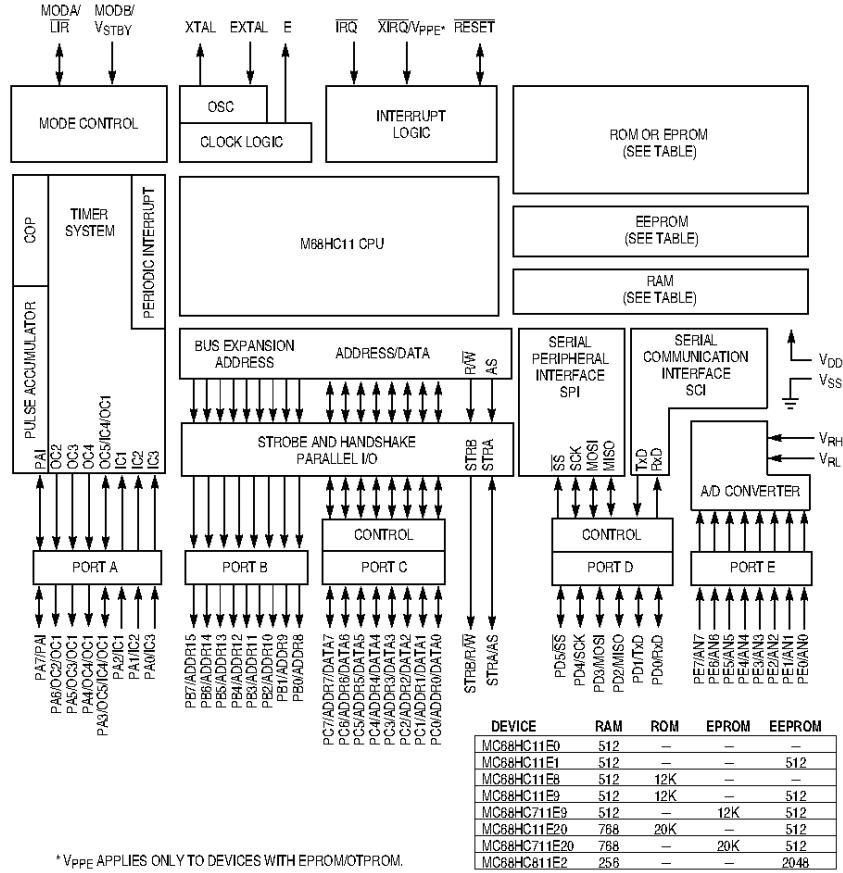 MODA/ MODB/
LIR VSTBY XTAL EXTAL E IRQ XIRQ/VPPE* RESET
OSC
MODE CONTROL
CLOCK LOGIC
INTERRUPT
LOGIC
ROM OR EPROM
(SEE TABLE)
COP
TIMER
SYSTEM
PERIODIC INTERRUPT
M68HC11 CPU
EEPROM
(SEE TABLE)
RAM
(SEE TABLE)
PULSE ACCUMULATOR
BUS EXPANSION
ADDRESS
ADDRESS/DATA
R/W
AS
SERIAL
PERIPHERAL
INTERFACE
SPI
SERIAL
COMMUNICATION
INTERFACE
SCI
VDD
VSS
PAI
OC2
OC3
OC4
OC5/IC4/OC1
IC1
IC2
IC3
STROBE AND HANDSHAKE
PARALLEL I/O
STRB
STRA
SS
SCK
MOSI
MISO
TxD
RxD
VRH
VRL
A/D CONVERTER
CONTROL
CONTROL
PORT A
PORT B
PORT C
PORT D
PORT E
PA7/PAI
PA6/OC2/OC1
PA5/OC3/OC1
PA4/OC4/OC1
PA3/OC5/IC4/OC1
PA2/IC1
PA1/IC2
PA0/IC3
PB7/ADDR15
PB6/ADDR14
PB5/ADDR13
PB4/ADDR12
PB3/ADDR11
PB2/ADDR10
PB1/ADDR9
PB0/ADDR8
PC7/ADDR7/DATA7
PC6/ADDR6/DATA6
PC5/ADDR5/DATA5
PC4/ADDR4/DATA4
PC3/ADDR3/DATA3
PC2/ADDR2/DATA2
PC1/ADDR1/DATA1
PC0/ADDR0/DATA0
STRB/R/W
STRA/AS
PD5/SS
PD4/SCK
PD3/MOSI
PD2/MISO
PD1/TxD
PD0/RxD
PE7/AN7
PE6/AN6
PE5/AN5
PE4/AN4
PE3/AN3
PE2/AN2
PE1/AN1
PE0/AN0
DEVICE RAM ROM EPROM EEPROM
MC68HC11E0 512 — — —
MC68HC11E1 512 — — 512
MC68HC11E8 512 12K — —
MC68HC11E9 512 12K — 512
MC68HC711E9 512 — 12K 512
MC68HC11E20 768 20K — 512
MC68HC711E20 768 — 20K 512
MC68HC811E2 256 — — 2048
* VPPE APPLIES ONLY TO DEVICES WITH EPROM/OTPROM.